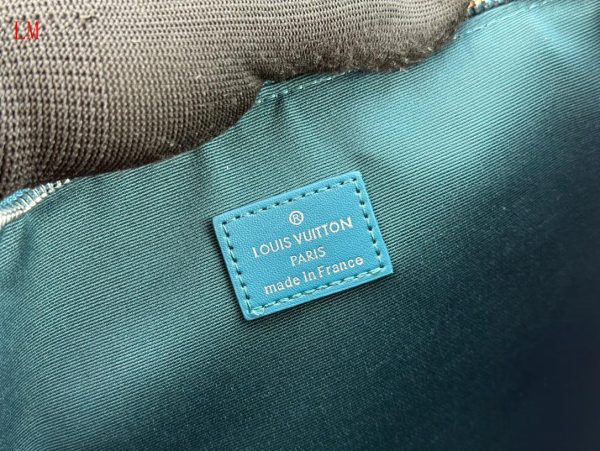 LM
®
LOUIS VUITTON
PARIS
made in France